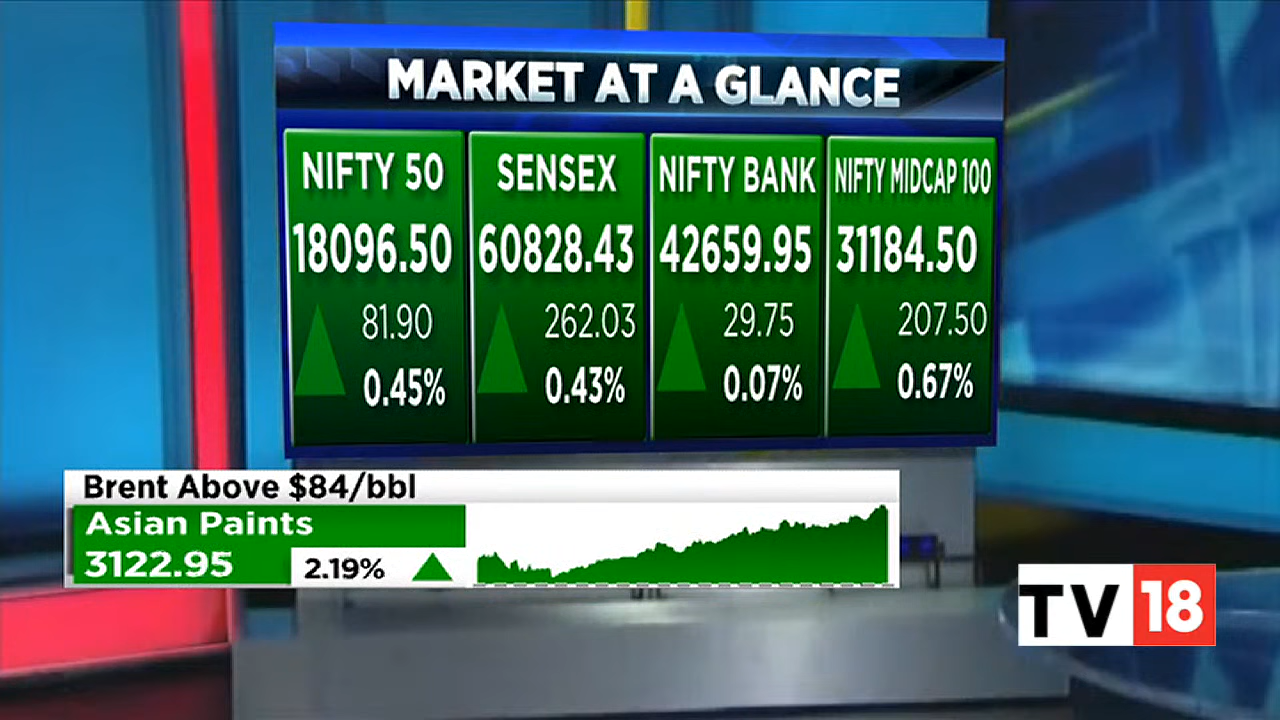 MARKET AT A GLANCE
NIFTY 50
18096.50
81.90
0.45%
SENSEX
60828.43
262.03
0.43%
NIFTY BANK
42659.95
29.75
0.07%
NIFTY MIDCAP 100
31184.50
207.50
0.67%
Brent Above $84/bbl
Asian Paints
3122.95
2.19%
TV18